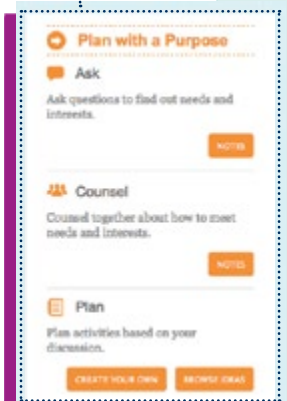 Plan with a Purpose
Ask
Ask questions to find out needs and
interests.
NOTES
Counsel
Counsel together about how to meet
needs and interests.
NOTES
Plan
Plan activities based on your
discussion.
CREATE YOUR OWN BROWSE IDEAS